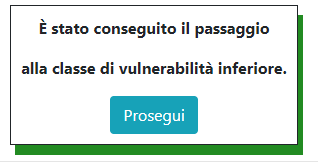 È stato conseguito il passaggio
alla classe di vulnerabilità inferiore.
Prosegui